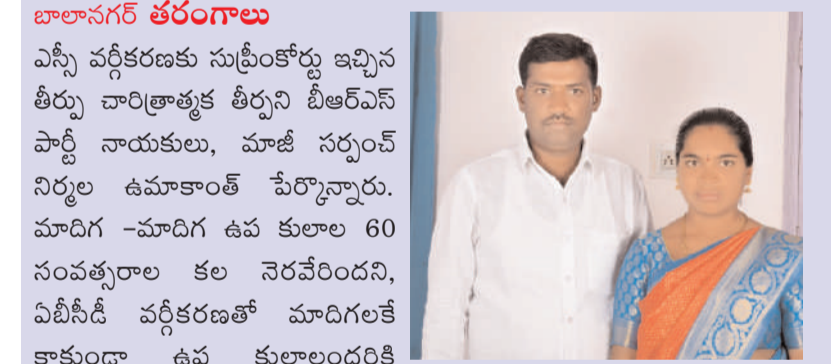 బాలానగర్ తరంగాలు
ఎస్సీ వర్గీకరణకు సుప్రీంకోర్టు ఇచ్చిన
తీర్పు చారిత్రాత్మక తీర్పని బీఆర్ఎస్
పార్టీ నాయకులు, మాజీ సర్పంచ్
నిర్మల ఉమాకాంత్ పేర్కొన్నారు.
మాదిగ -మాదిగ ఉప కులాల 60
సంవత్సరాల కల నెరవేరిందని,
ఏబీసీడీ వర్గీకరణతో మాదిగలకే
కాకుండా ఉప కులాలందరికి